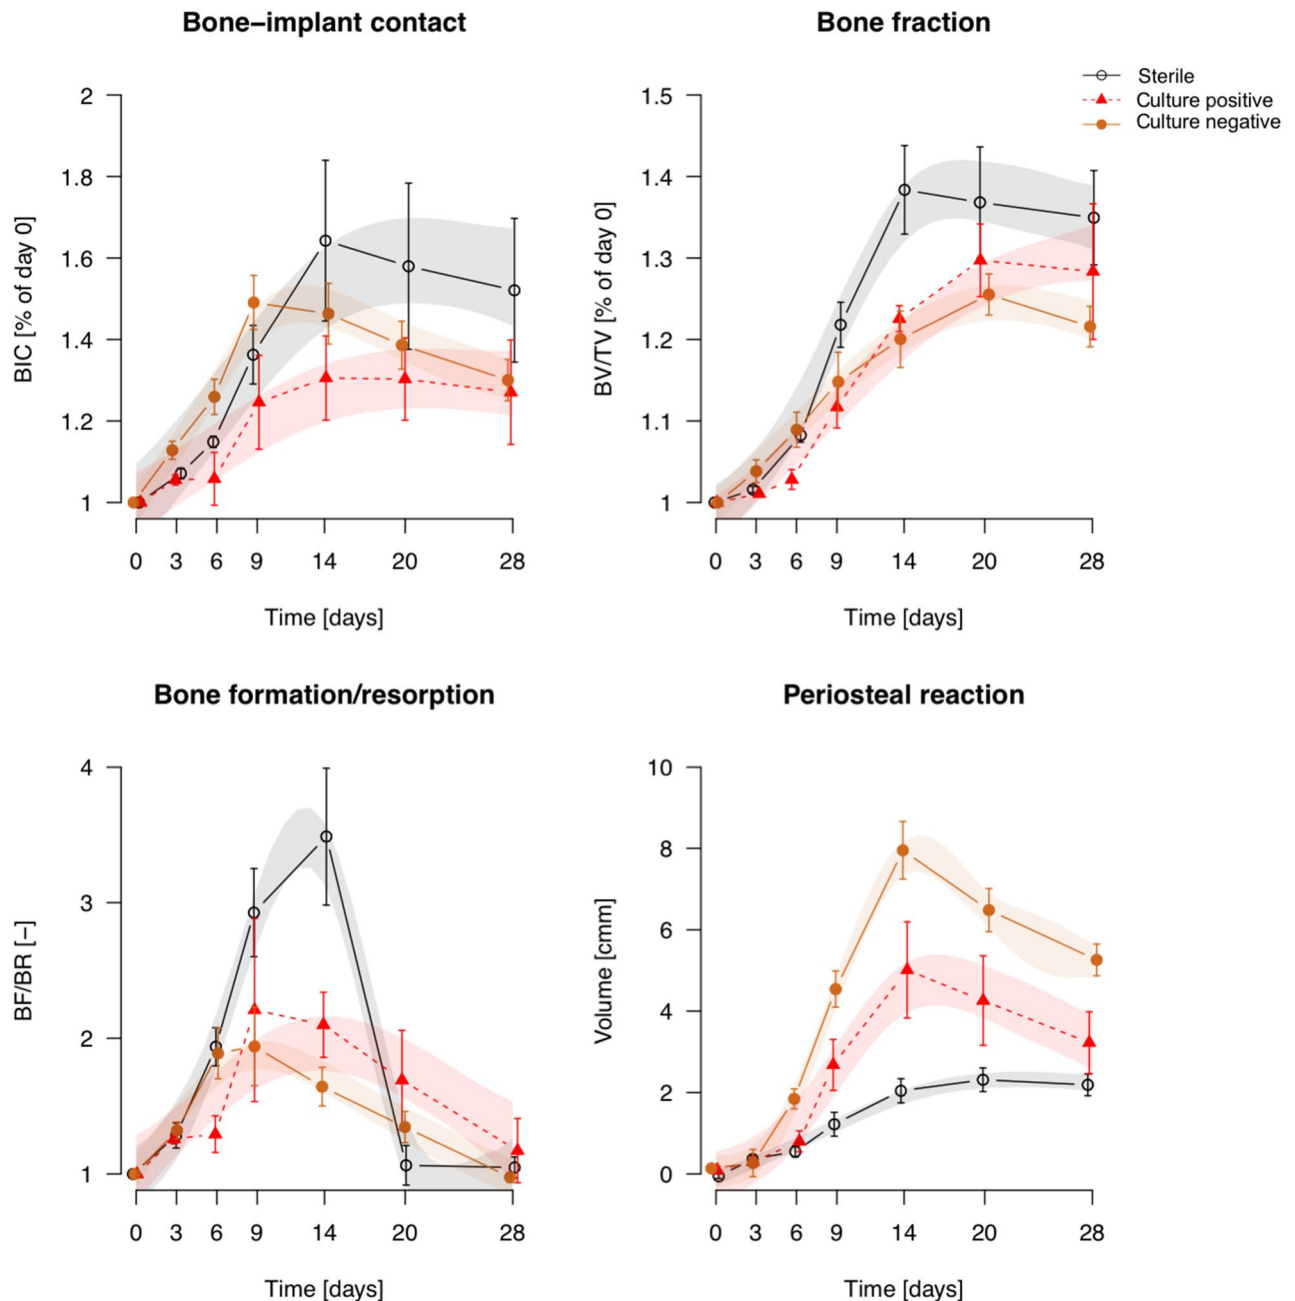 Bone–implant contact
BIC [% of day 0]
2
1.8
1.6
1.4
1.2
1
0 3 6 9 14 20 28
Time [days]
Bone fraction
Sterile
Culture positive
Culture negative
BV/TV [% of day 0]
1.5
1.4
1.3
1.2
1.1
1
0 3 6 9 14 20 28
Time [days]
Bone formation/resorption
BF/BR [−]
4
3
2
1
0 3 6 9 14 20 28
Time [days]
Periosteal reaction
Volume [cmm]
10
8
6
4
2
0
0 3 6 9 14 20 28
Time [days]